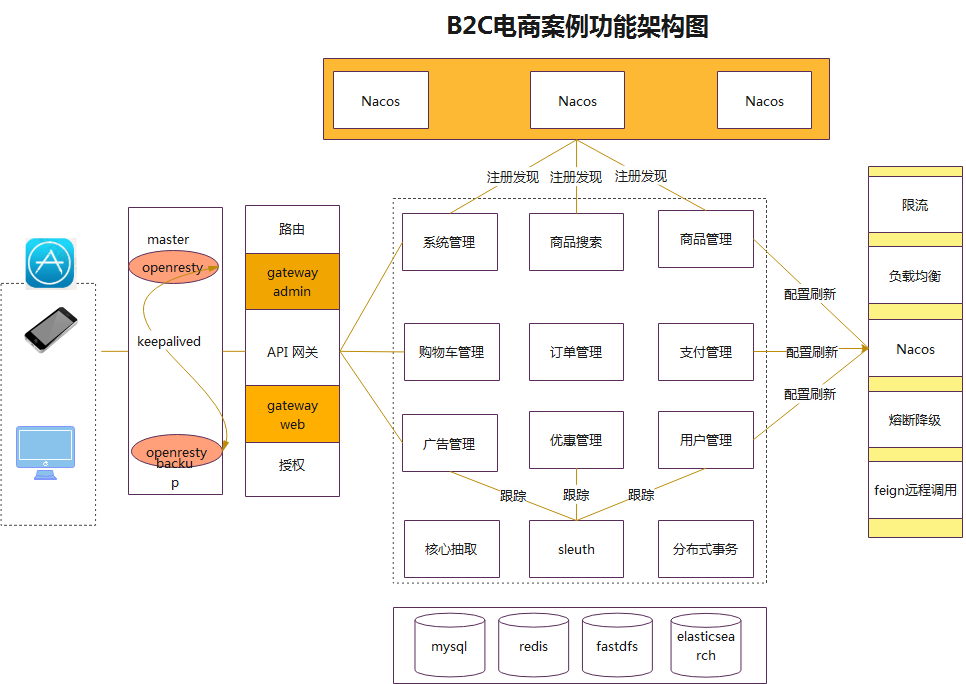 B2C电商案例功能架构图
Nacos
Nacos
Nacos
注册发现
注册发现
注册发现
master
openresty
keepalived
openresty
backu
p
路由
gateway
admin
API 网关
gateway
web
授权
系统管理
商品搜索
商品管理
购物车管理
订单管理
支付管理
广告管理
优惠管理
用户管理
跟踪
跟踪
跟踪
核心抽取
sleuth
分布式事务
配置刷新
配置刷新
配置刷新
限流
负载均衡
Nacos
熔断降级
feign远程调用
mysql
redis
fastdfs
elasticsea
rch